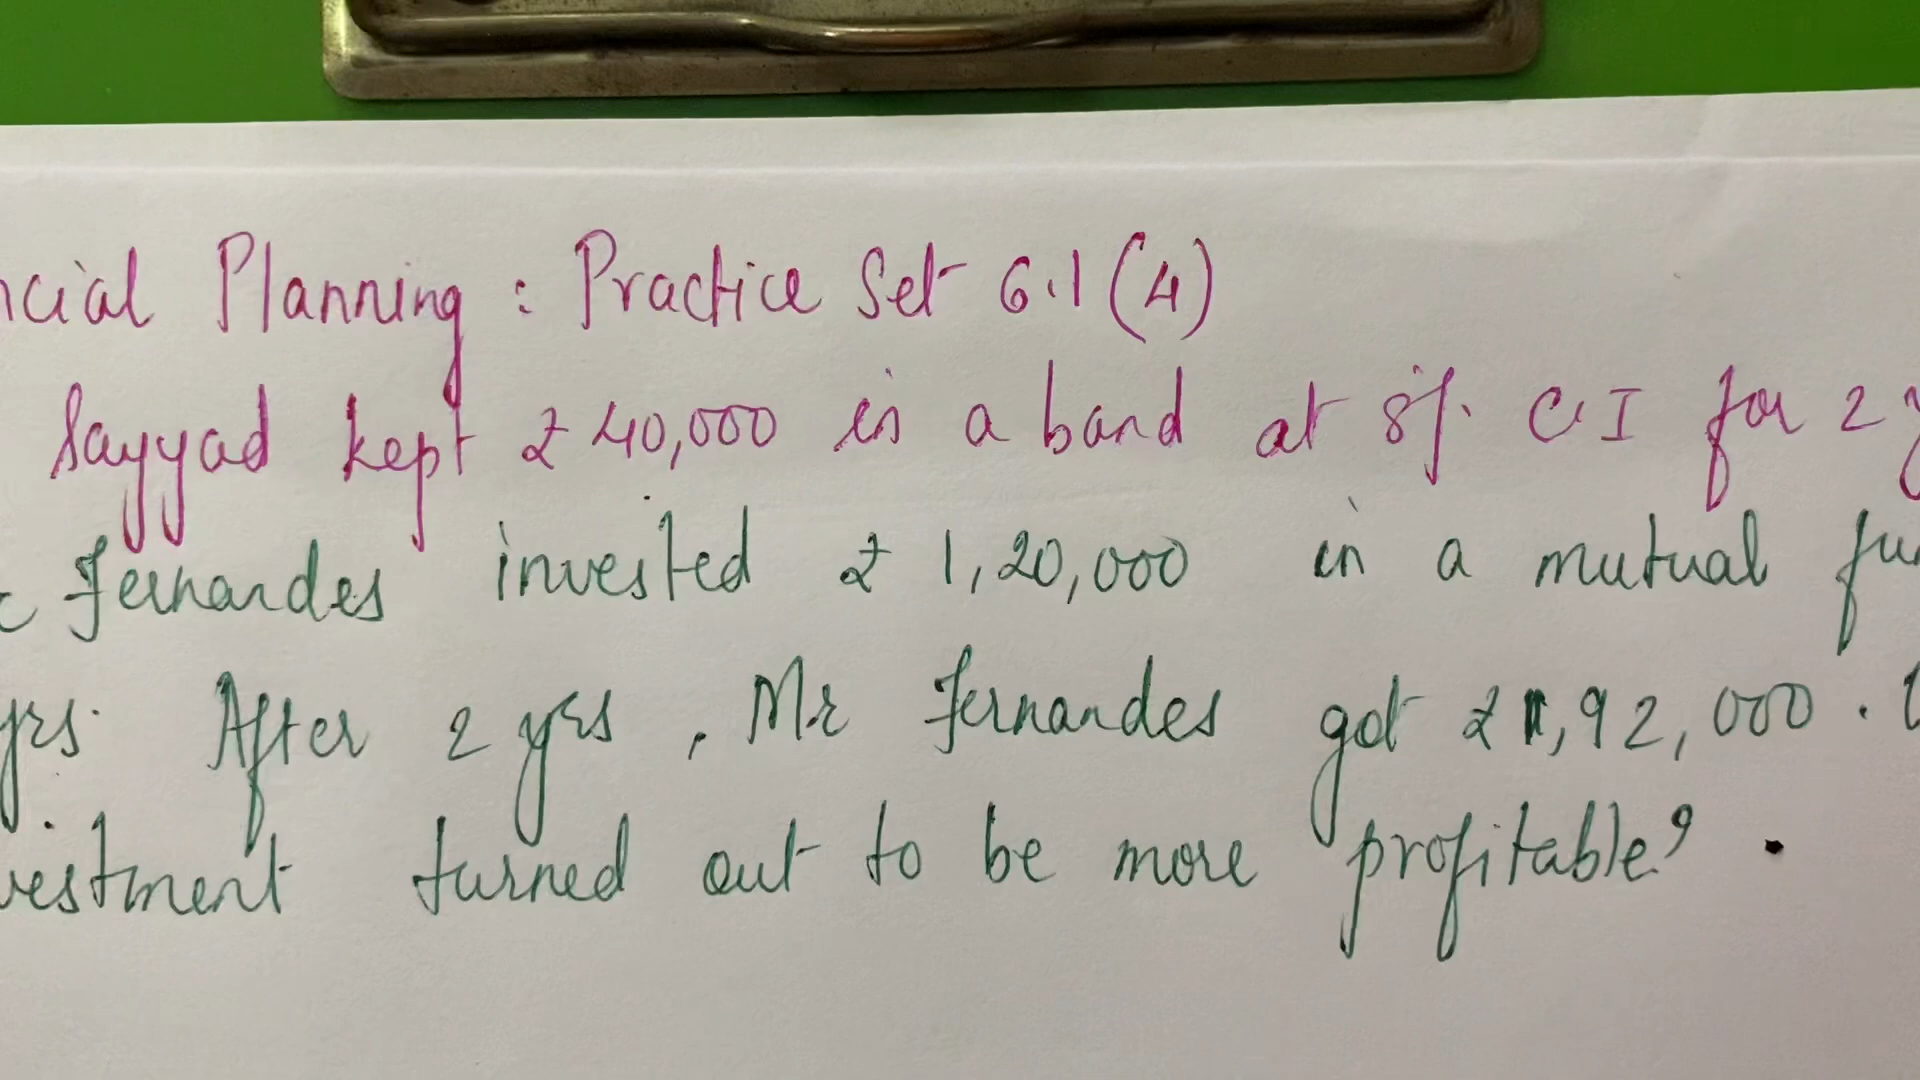 ncial Planning : Practice Set 6.1 (4)
Sayyad kept ₹ 40,000 in a band at 8% C.I for 2 y
Fernandes invested ₹ 1,20,000 in a mutual fu
yrs. After 2 yrs, Mr Fernandes got ₹ 1,92,000.
vestment turned out to be more profitable?